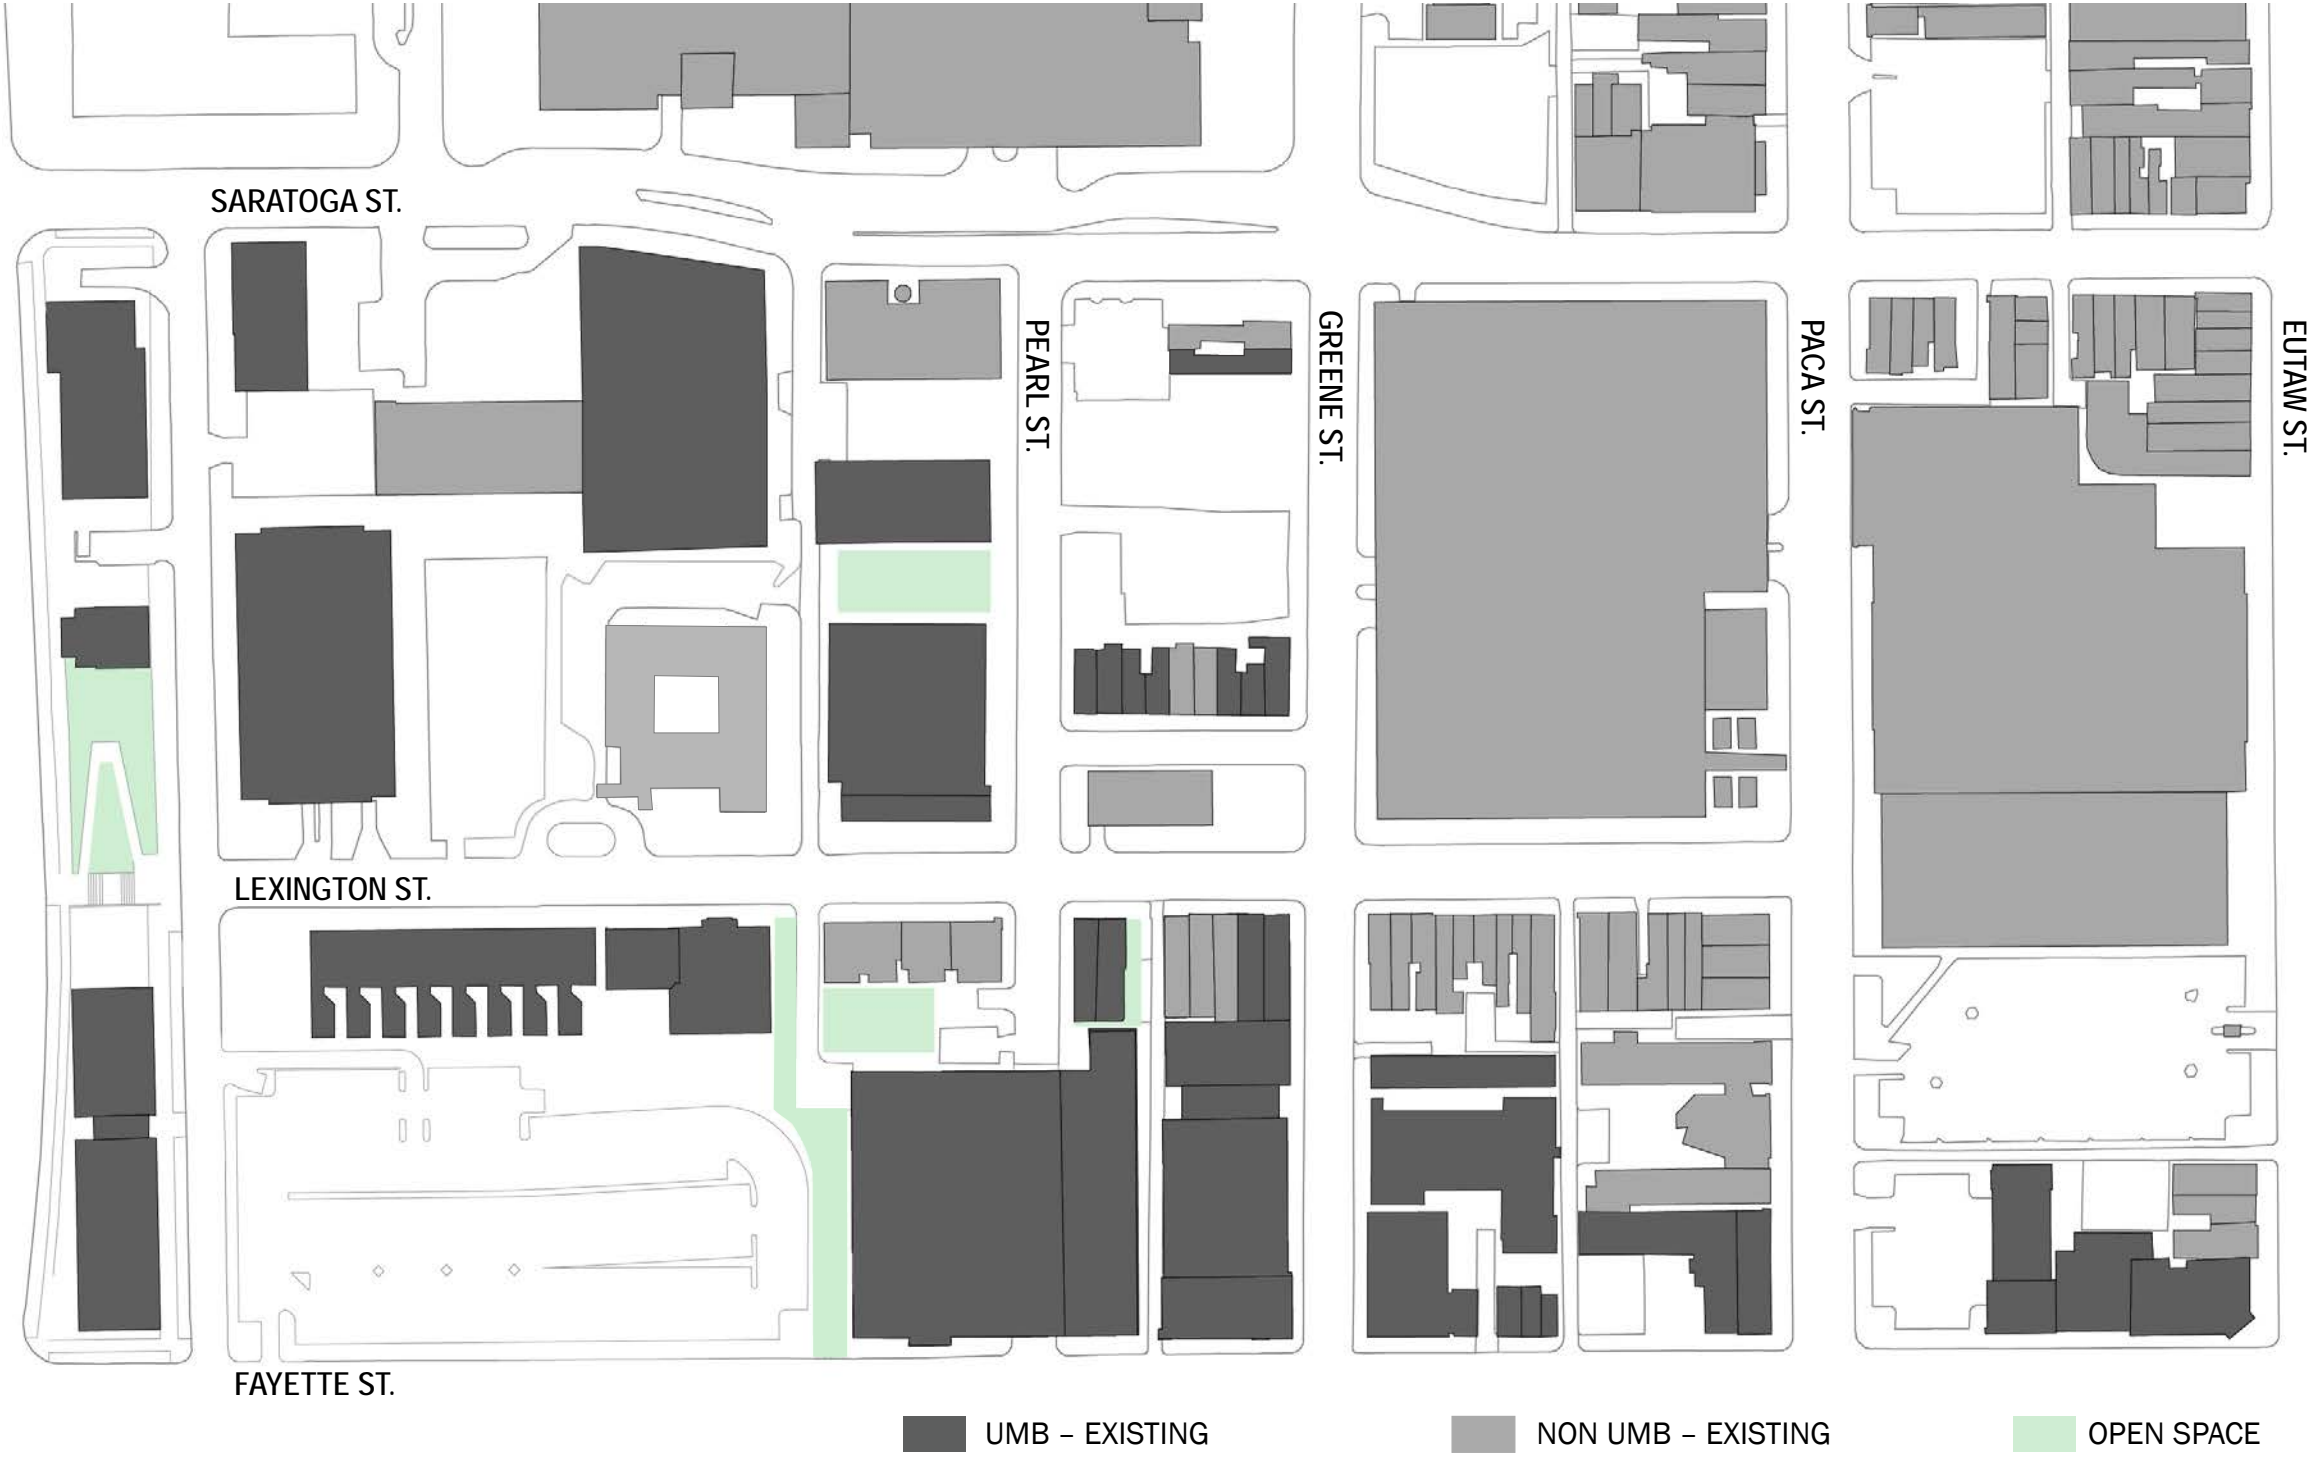 SARATOGA ST.
PEARL ST.
GREENE ST.
PACA ST.
EUTAW ST.
LEXINGTON ST.
FAYETTE ST.
UMB – EXISTING
NON UMB – EXISTING
OPEN SPACE